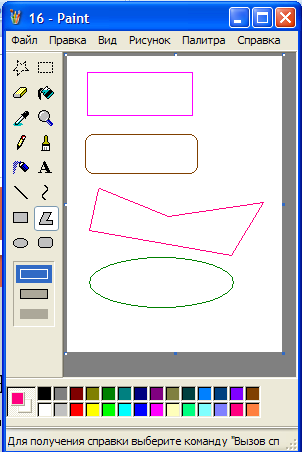 16 - Paint
Файл Правка Вид Рисунок Палитра Справка
A
Для получения справки выберите команду "Вызов сп